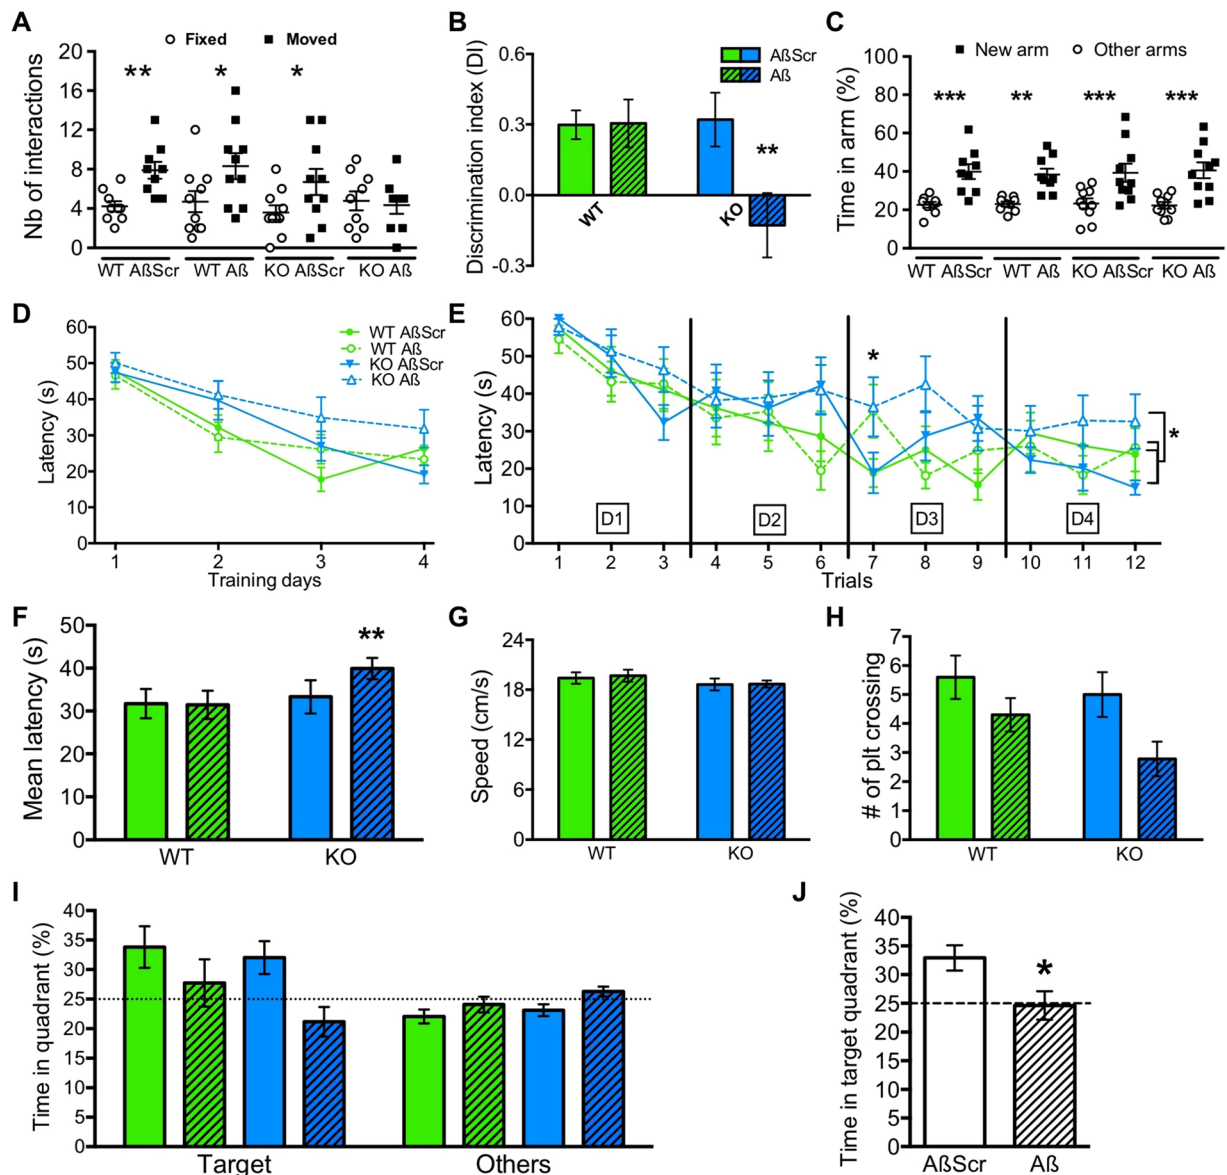 A
Fixed Moved
Nb of interactions
20
16
12
8
4
0
** * *
WT AßScr WT Aß KO AßScr KO Aß
B
Discrimination index (DI)
0.6
0.3
0.0
-0.3
AßScr
Aß
**
WT KO
C
New arm Other arms
Time in arm (%)
100
80
60
40
20
0
*** ** *** ***
WT AßScr WT Aß KO AßScr KO Aß
D
Latency (s)
60
50
40
30
20
10
0
WT AßScr
WT Aß
KO AßScr
KO Aß
1 2 3 4
Training days
E
Latency (s)
60
50
40
30
20
10
0
*
*
D1 D2 D3 D4
1 2 3 4 5 6 7 8 9 10 11 12
Trials
F
Mean latency (s)
50
40
30
20
10
0
**
WT KO
G
Speed (cm/s)
24
18
12
6
0
WT KO
H
# of plt crossing
7
6
5
4
3
2
1
0
WT KO
I
Time in quadrant (%)
40
35
30
25
20
15
10
5
0
Target Others
J
Time in target quadrant (%)
40
35
30
25
20
15
10
5
0
*
AßScr Aß